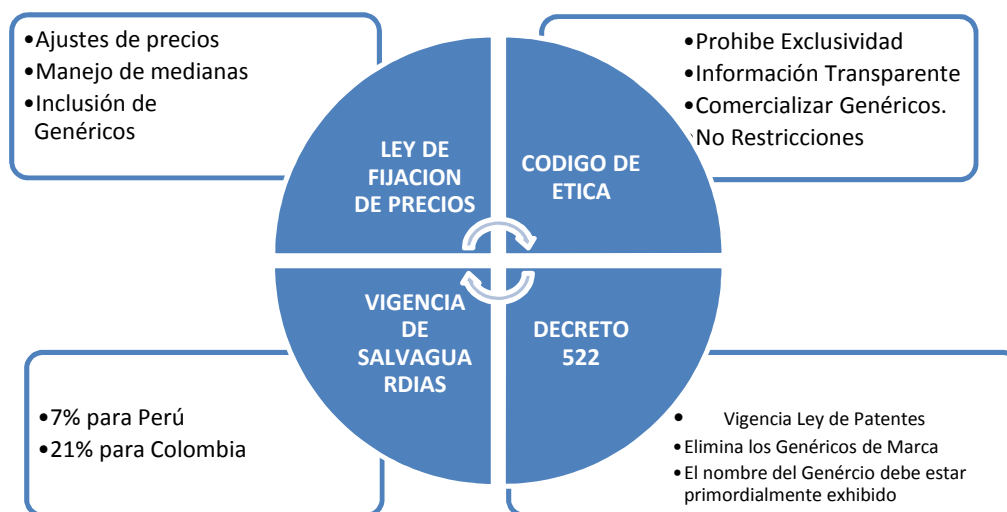 •Ajustes de precios
•Manejo de medianas
•Inclusión de
Genéricos
•Prohibe Exclusividad
•Información Transparente
•Comercializar Genéricos.
•No Restricciones
LEY DE
FIJACION
DE PRECIOS
CODIGO DE
ETICA
VIGENCIA
DE
SALVAGUA
RDIAS
DECRETO
522
•7% para Perú
•21% para Colombia
• Vigencia Ley de Patentes
•Elimina los Genéricos de Marca
•El nombre del Genércio debe estar
primordialmente exhibido